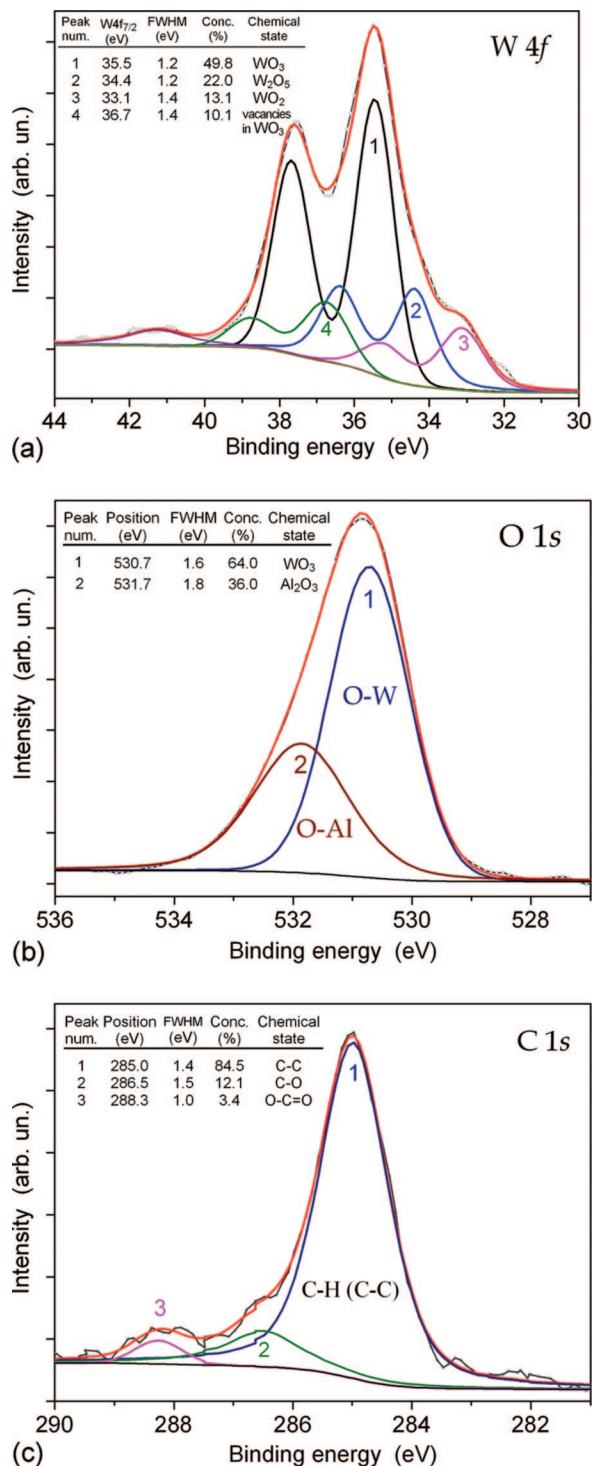 Peak W4f7/2 FWHM Conc. Chemical
num. (eV) (eV) (%) state
1 35.5 1.2 49.8 WO3
2 34.4 1.2 22.0 W2O5
3 33.1 1.4 13.1 WO2
4 36.7 1.4 10.1 vacancies
in WO3
W 4f
1
2
3
4
Intensity (arb. un.)
44 42 40 38 36 34 32 30
Binding energy (eV)
(a)
Peak Position FWHM Conc. Chemical
num. (eV) (eV) (%) state
1 530.7 1.6 64.0 WO3
2 531.7 1.8 36.0 Al2O3
O 1s
1
O-W
2
O-Al
Intensity (arb. un.)
536 534 532 530 528
Binding energy (eV)
(b)
Peak Position FWHM Conc. Chemical
num. (eV) (eV) (%) state
1 285.0 1.4 84.5 C-C
2 286.5 1.5 12.1 C-O
3 288.3 1.0 3.4 O-C=O
C 1s
1
C-H (C-C)
3
2
Intensity (arb. un.)
290 288 286 284 282
Binding energy (eV)
(c)